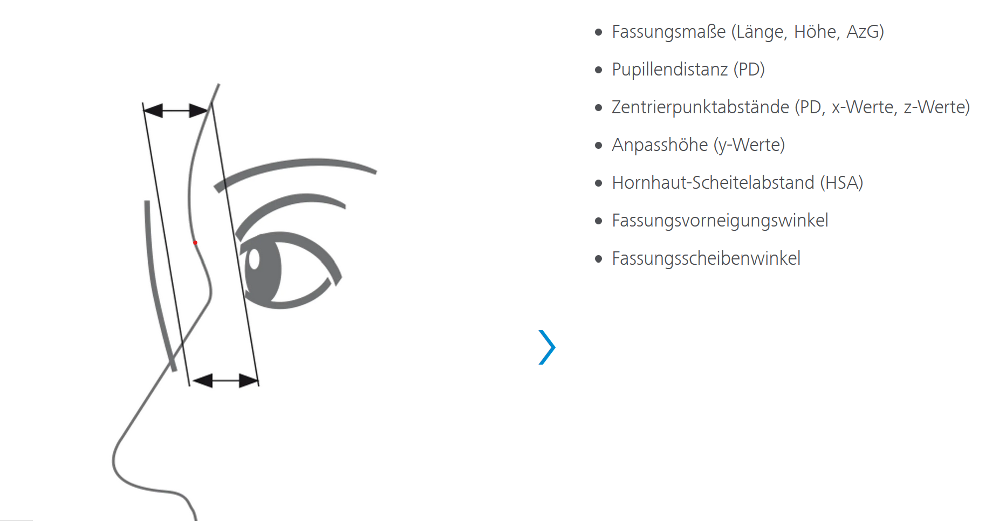 Fassungsmaße (Länge, Höhe, AzG)
Pupillendistanz (PD)
Zentrierpunktabstände (PD, x-Werte, z-Werte)
Anpasshöhe (y-Werte)
Hornhaut-Scheitelabstand (HSA)
Fassungsvorneigungswinkel
Fassungsscheibenwinkel